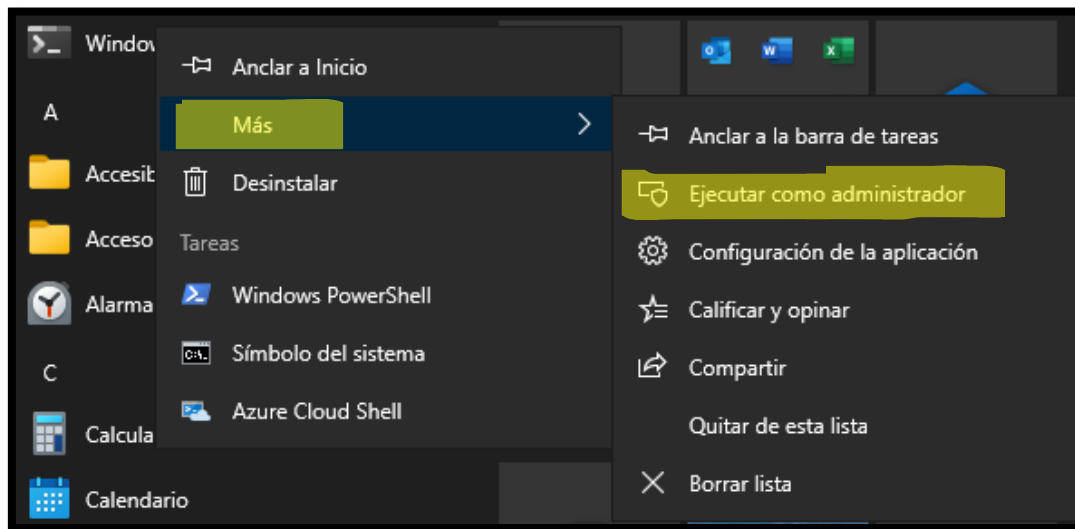 Window
Anclar a Inicio
A
Más
Accesib
Desinstalar
Acceso
Tareas
Alarma
Windows PowerShell
Símbolo del sistema
C
Azure Cloud Shell
Calcula
Calendario
Anclar a la barra de tareas
Ejecutar como administrador
Configuración de la aplicación
Calificar y opinar
Compartir
Quitar de esta lista
Borrar lista